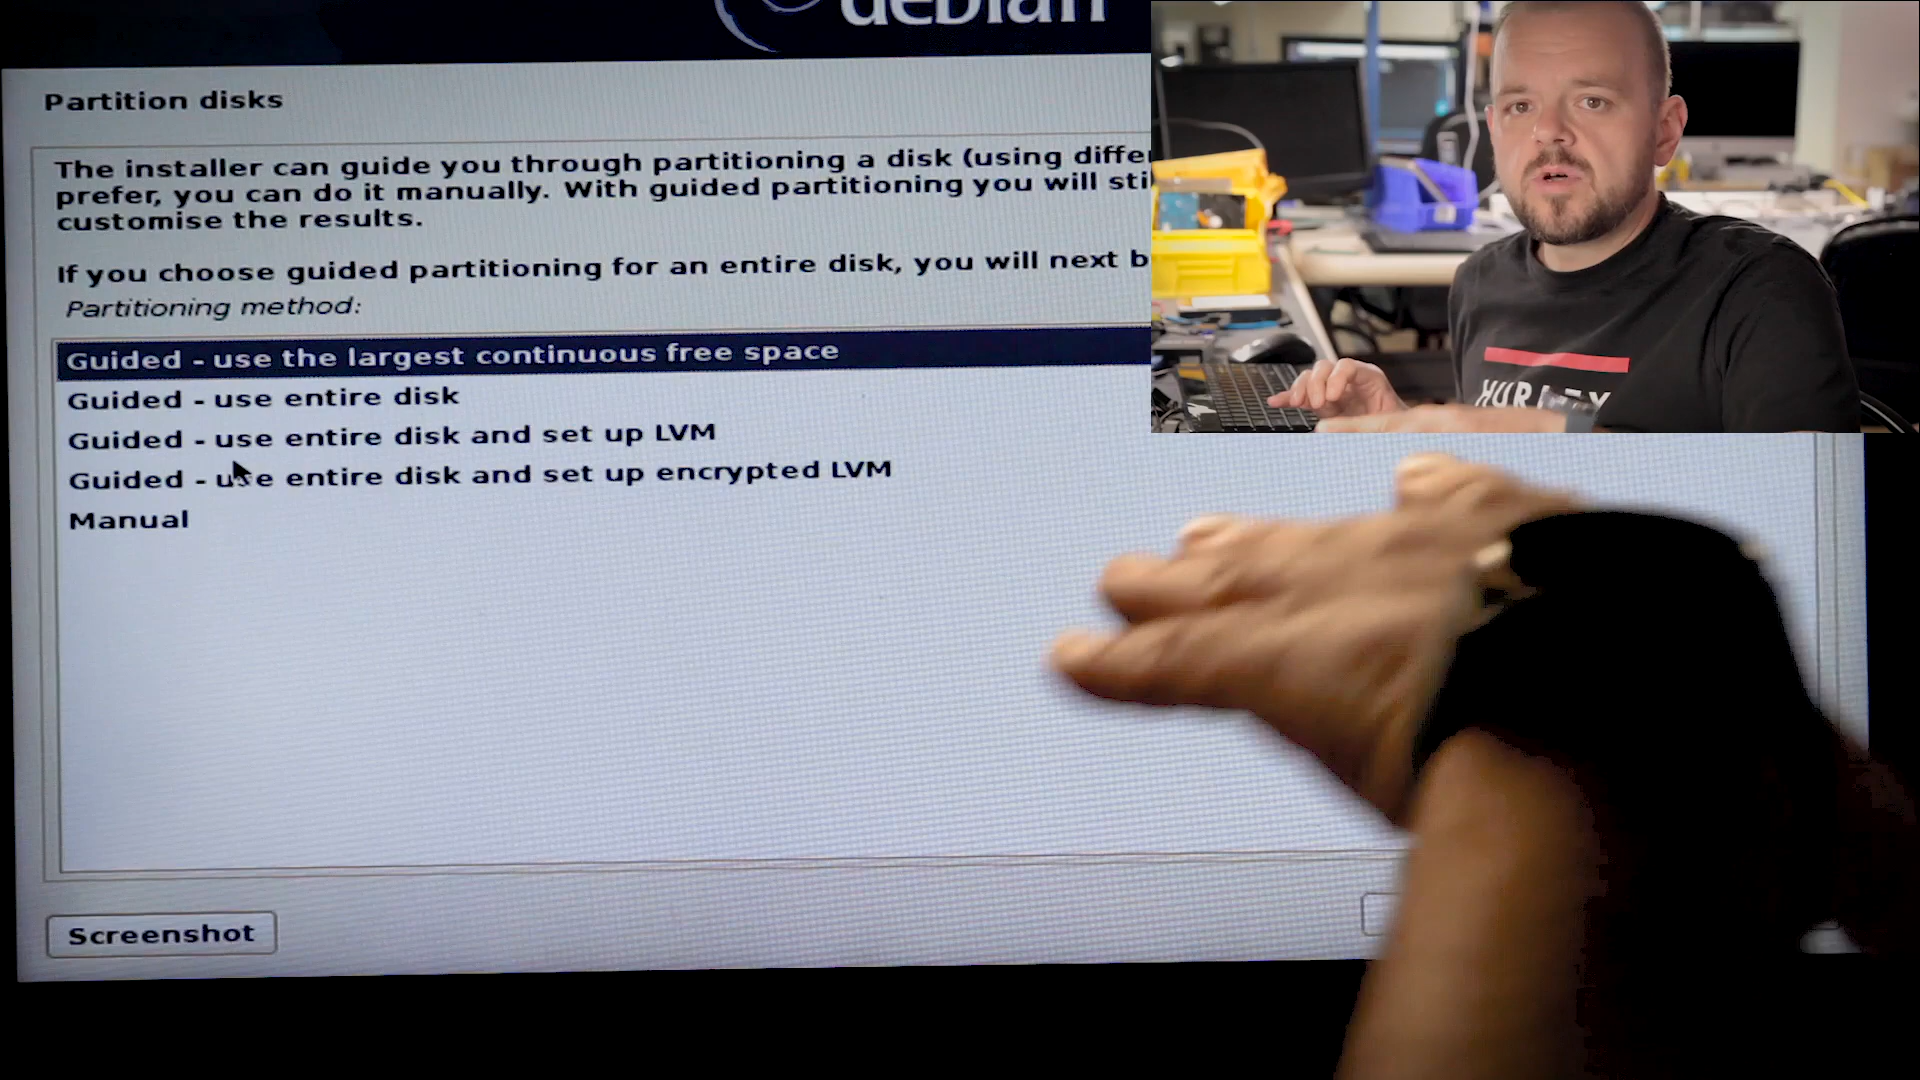 debian
Partition disks
The installer can guide you through partitioning a disk (using
prefer, you can do it manually. With guided partitioning you will
customise the results.
If you choose guided partitioning for an entire disk, you will next
Partitioning method:
Guided - use the largest continuous free space
Guided - use entire disk
Guided - use entire disk and set up LVM
Guided - use entire disk and set up encrypted LVM
Manual
Screenshot